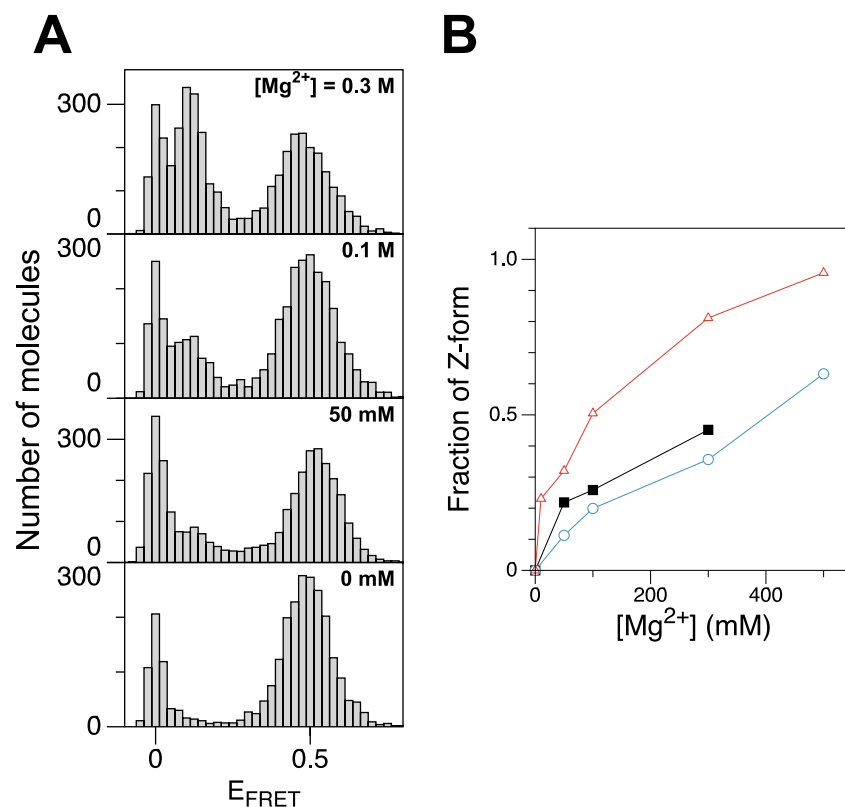 A
Number of molecules
[Mg²⁺] = 0.3 M
300
0
0.1 M
300
0
50 mM
300
0
0 mM
300
0
0 0.5
E_FRET
B
Fraction of Z-form
1.0
0.5
0
0 200 400
[Mg²⁺] (mM)